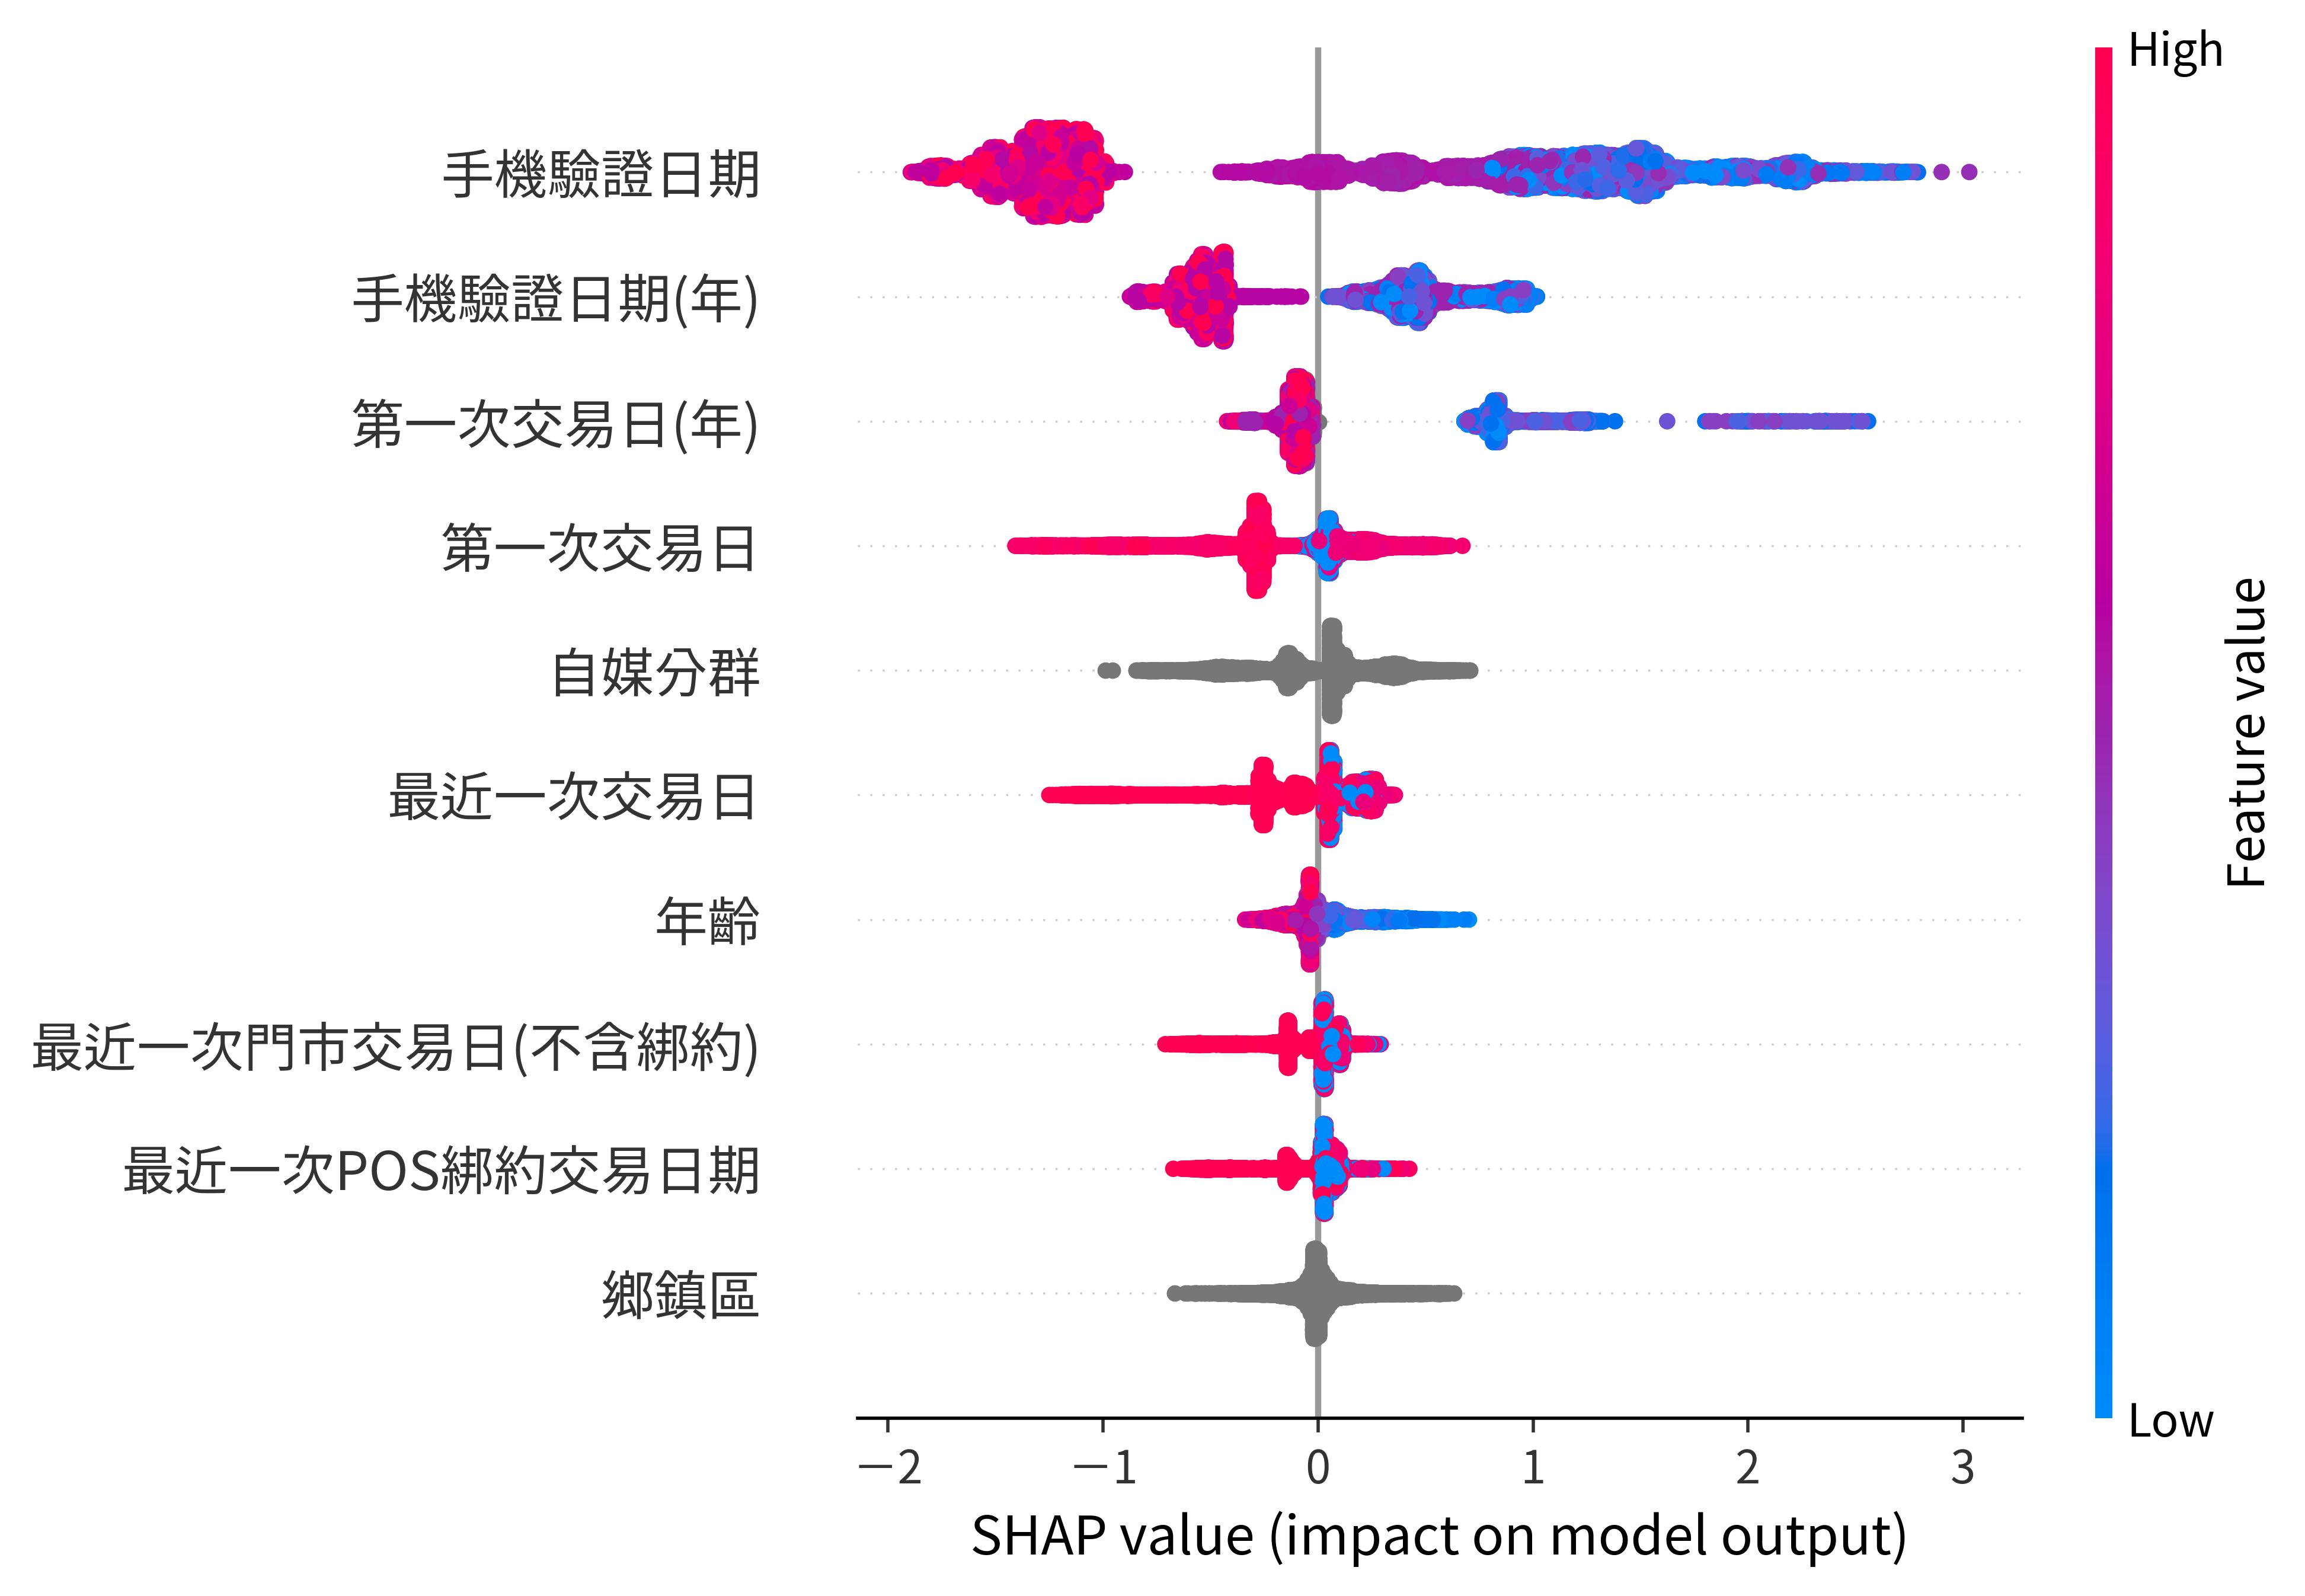 High
手機驗證日期
手機驗證日期(年)
第一次交易日(年)
第一次交易日
自媒分群
最近一次交易日
年齡
最近一次門市交易日(不含綁約)
最近一次POS綁約交易日期
鄉鎮區
Feature value
Low
−2 −1 0 1 2 3
SHAP value (impact on model output)